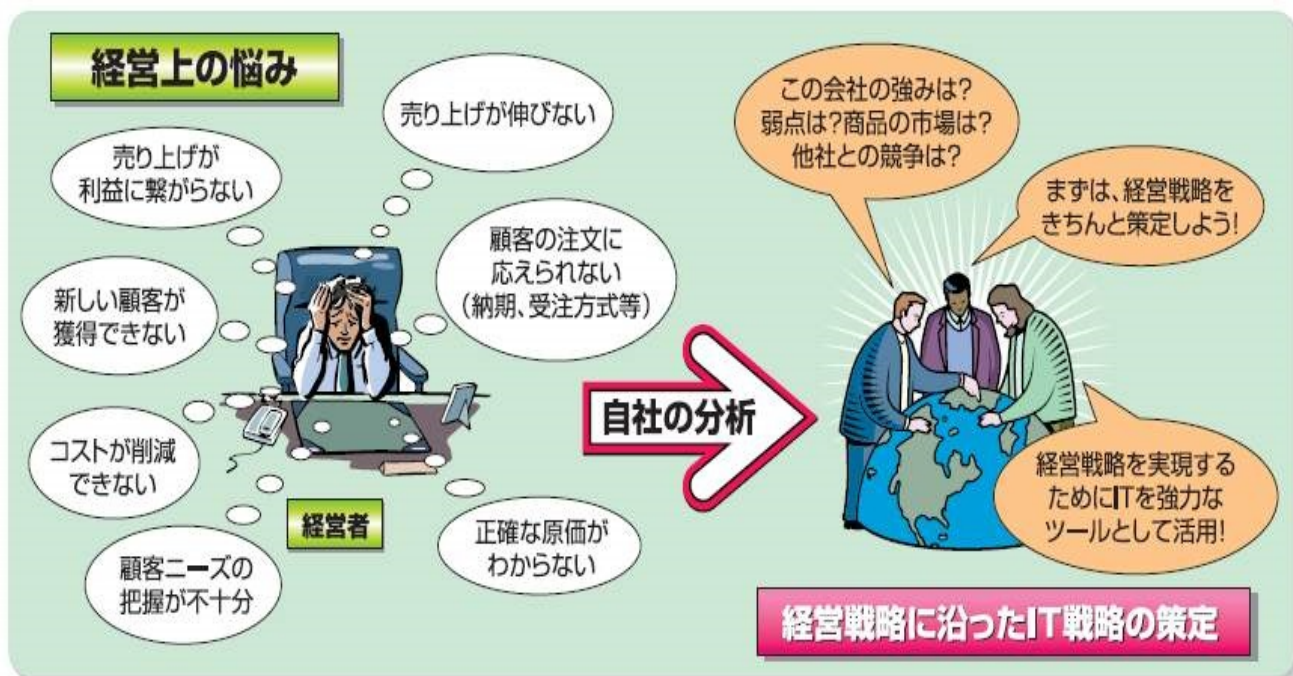 経営上の悩み
売り上げが伸びない
売り上げが
利益に繋がらない
顧客の注文に
応えられない
（納期、受注方式等）
新しい顧客が
獲得できない
コストが削減
できない
経営者
正確な原価が
わからない
顧客ニーズの
把握が不十分
自社の分析
この会社の強みは?
弱点は?商品の市場は?
他社との競争は?
まずは、経営戦略を
きちんと策定しよう!
経営戦略を実現する
ためにITを強力な
ツールとして活用!
経営戦略に沿ったIT戦略の策定